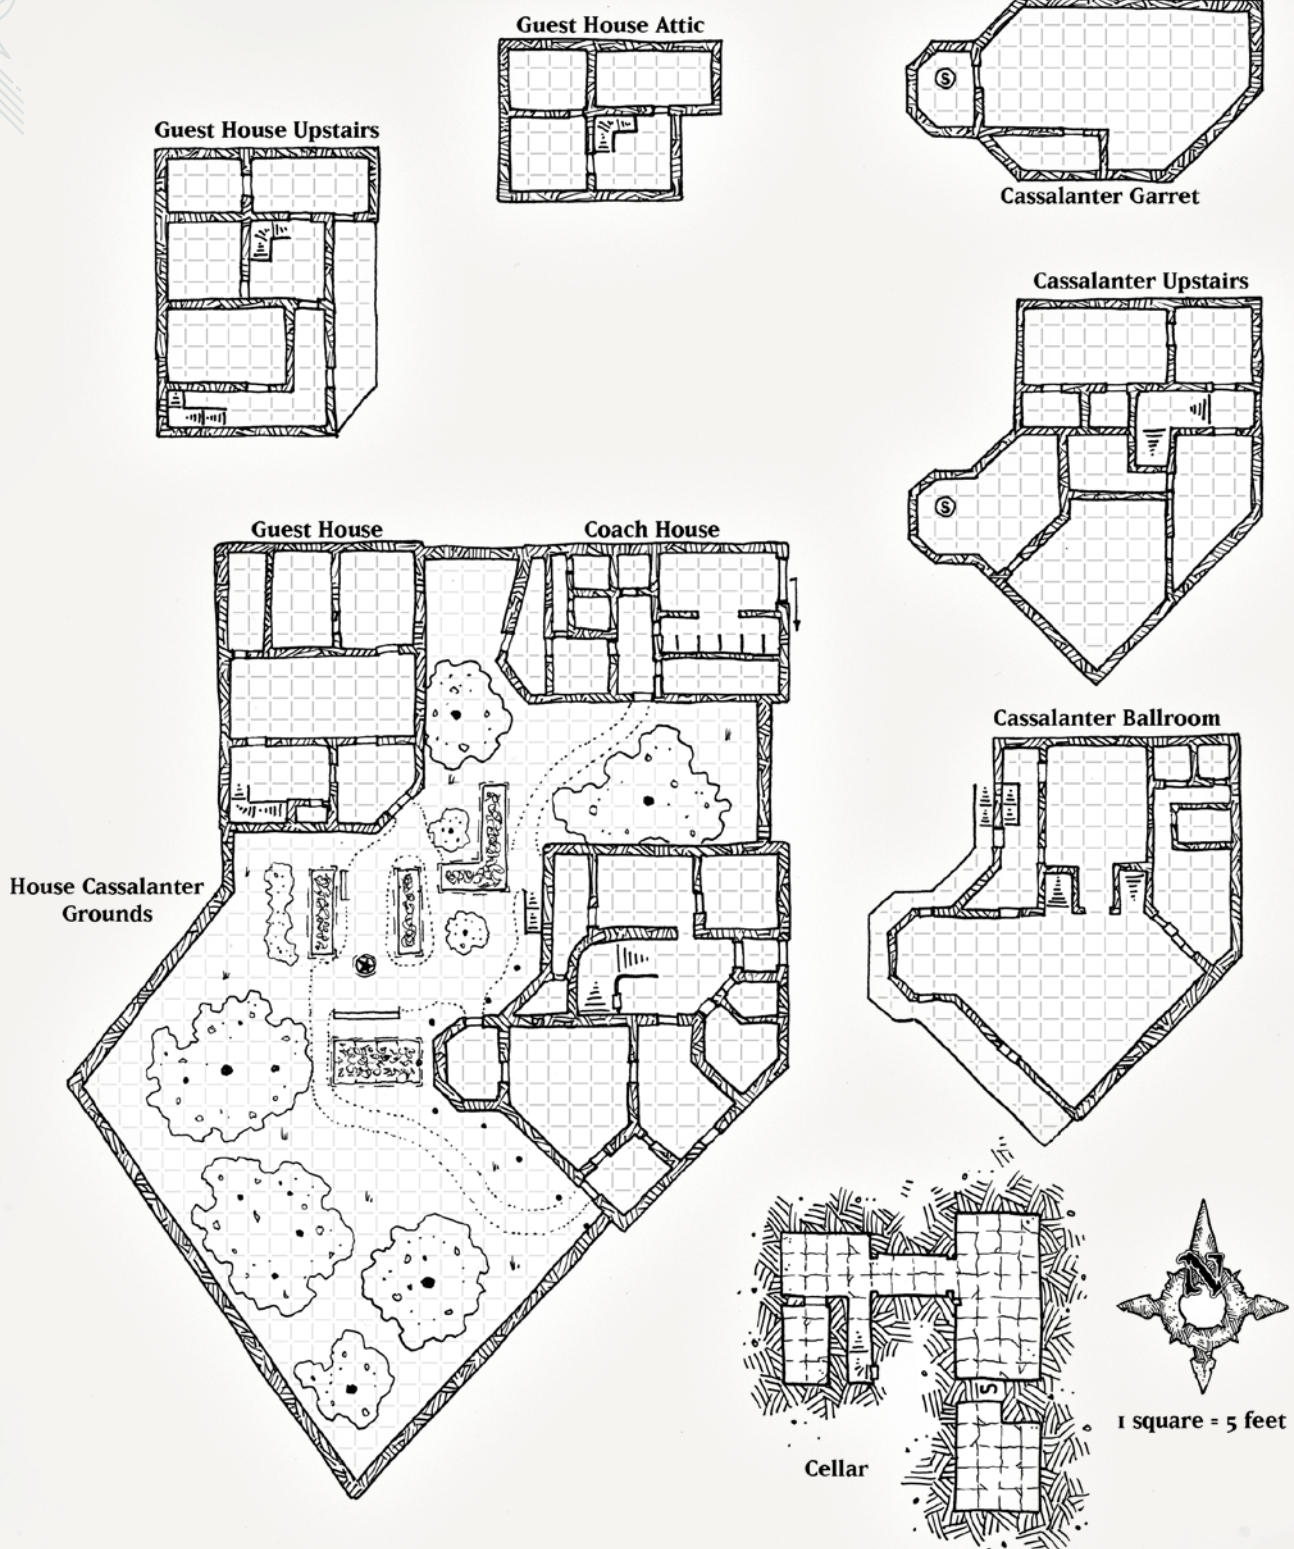 Guest House Attic
S
Cassalanter Garret
Guest House Upstairs
Cassalanter Upstairs
S
Guest House
Coach House
Cassalanter Ballroom
House Cassalanter
Grounds
N
S
1 square = 5 feet
Cellar